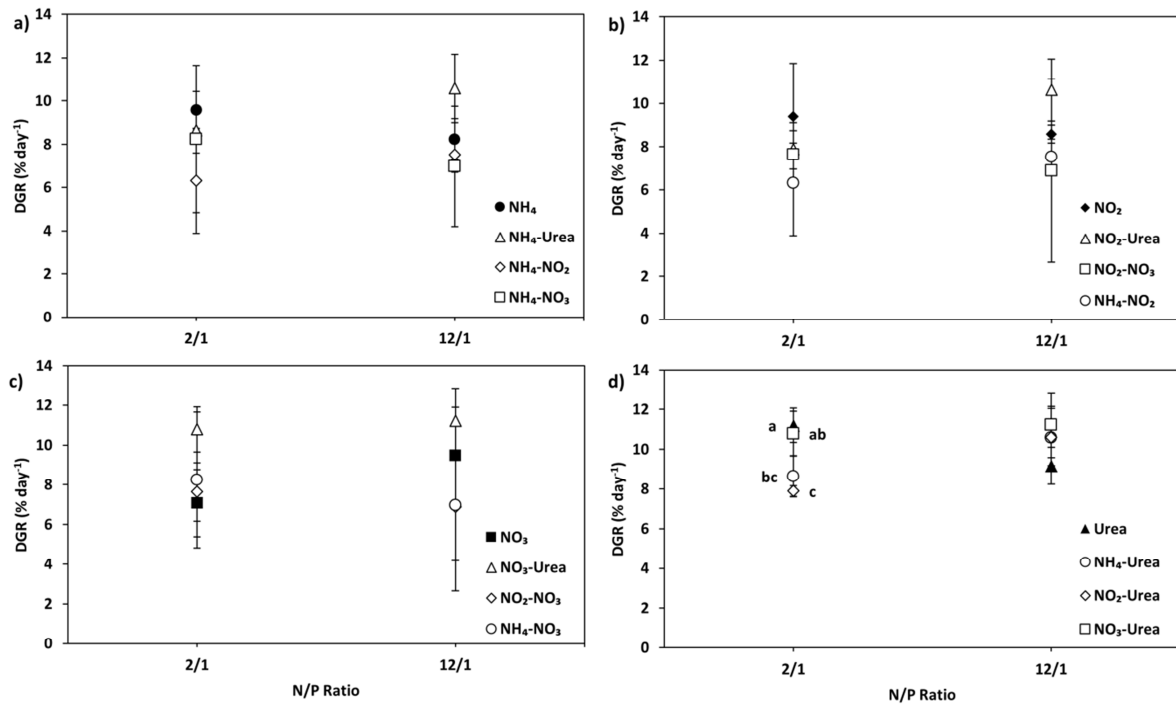 a)
14
12
10
8
6
4
2
0
DGR (% day⁻¹)
2/1
12/1
NH₄
NH₄-Urea
NH₄-NO₂
NH₄-NO₃
b)
14
12
10
8
6
4
2
0
DGR (% day⁻¹)
2/1
12/1
NO₂
NO₂-Urea
NO₂-NO₃
NH₄-NO₂
c)
14
12
10
8
6
4
2
0
DGR (% day⁻¹)
2/1
12/1
N/P Ratio
NO₃
NO₃-Urea
NO₂-NO₃
NH₄-NO₃
d)
14
12
10
8
6
4
2
0
DGR (% day⁻¹)
a
ab
bc
c
2/1
12/1
N/P Ratio
Urea
NH₄-Urea
NO₂-Urea
NO₃-Urea